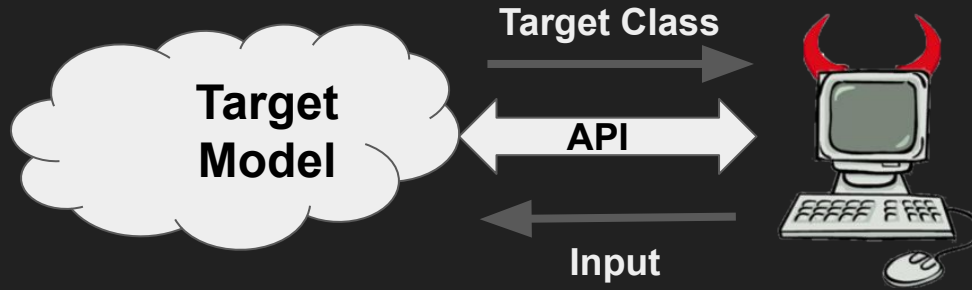 Target Class
Target
Model
API
Input